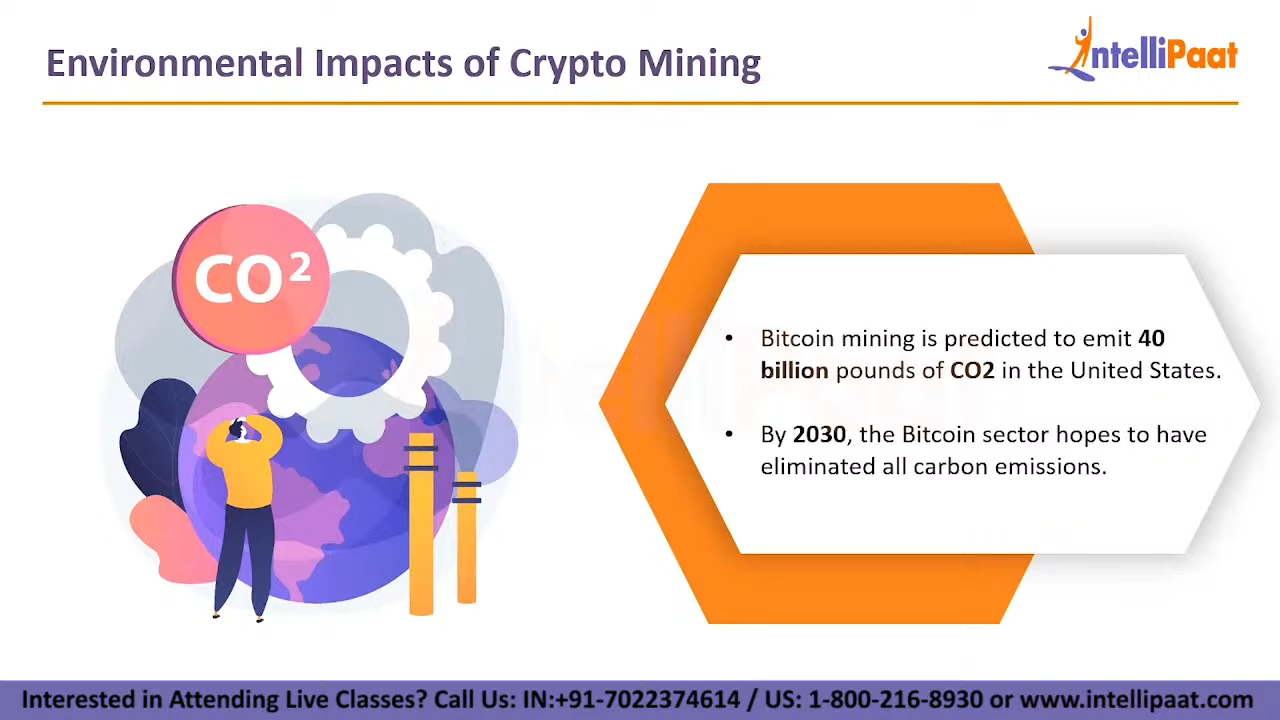 Environmental Impacts of Crypto Mining
IntelliPaat
CO²
• Bitcoin mining is predicted to emit 40
billion pounds of CO2 in the United States.
• By 2030, the Bitcoin sector hopes to have
eliminated all carbon emissions.
Interested in Attending Live Classes? Call Us: IN:+91-7022374614 / US: 1-800-216-8930 or www.intellipaat.com